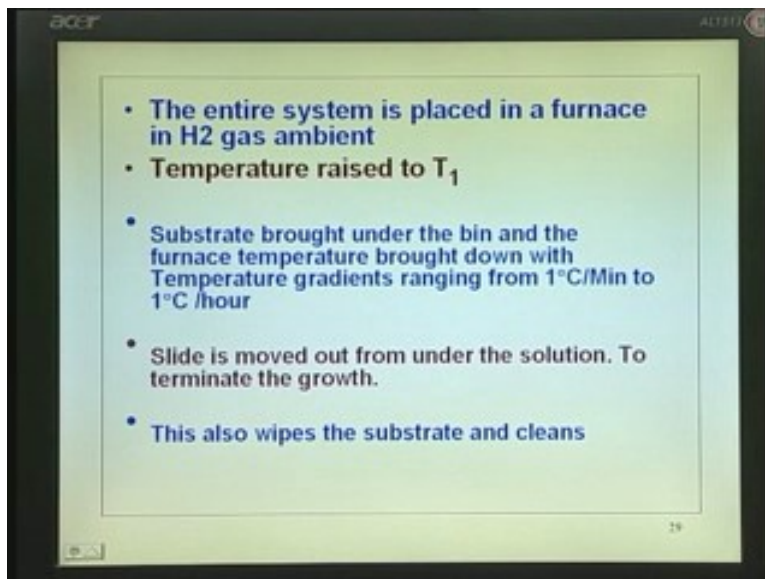 acer
• The entire system is placed in a furnace
in H2 gas ambient
• Temperature raised to T1
• Substrate brought under the bin and the
furnace temperature brought down with
Temperature gradients ranging from 1°C/Min to
1°C /hour
• Slide is moved out from under the solution. To
terminate the growth.
• This also wipes the substrate and cleans
29